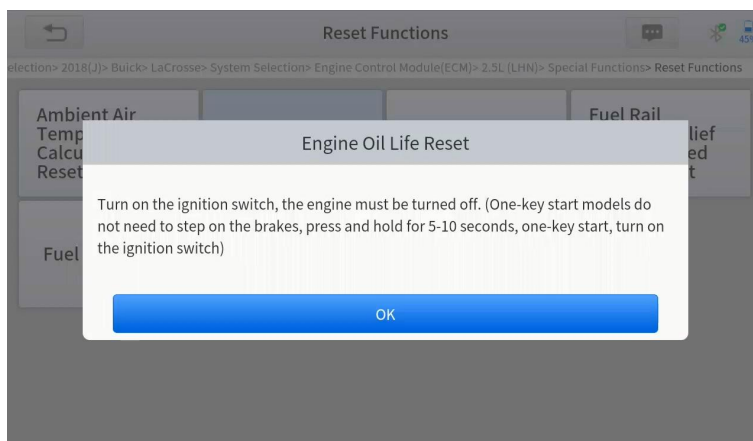 Reset Functions
45%
election> 2018(J)> Buick> LaCrosse> System Selection> Engine Control Module(ECM)> 2.5L (LHN)> Special Functions> Reset Functions
Ambient Air
Temp
Calcu
Reset
Fuel Rail
lief
ed
t
Engine Oil Life Reset
Turn on the ignition switch, the engine must be turned off. (One-key start models do
not need to step on the brakes, press and hold for 5-10 seconds, one-key start, turn on
the ignition switch)
Fuel
OK